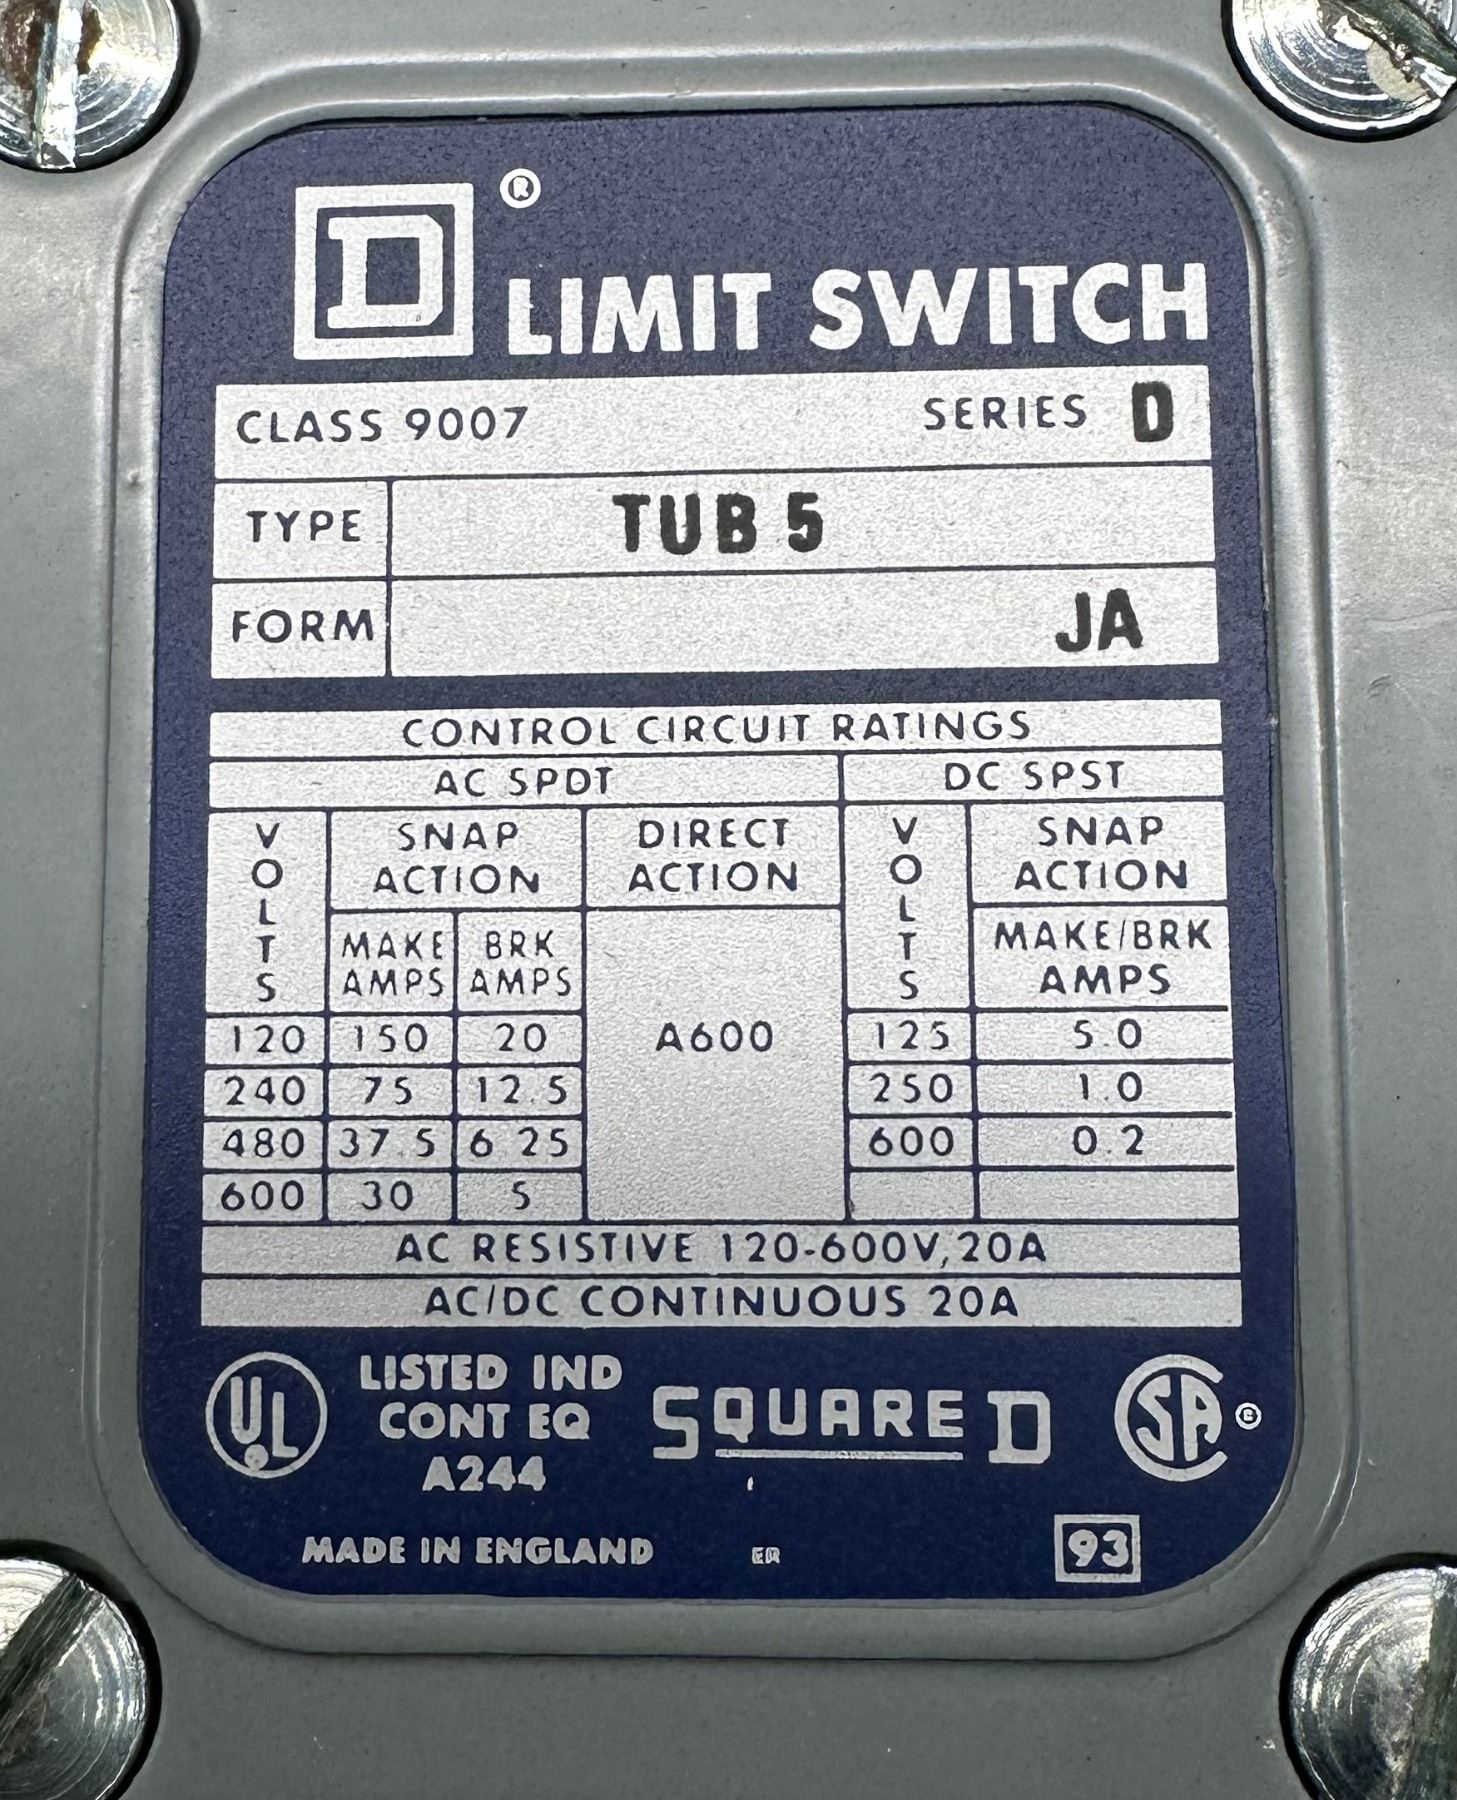 D ®
LIMIT SWITCH
CLASS 9007 SERIES D
TYPE TUB 5
FORM JA
CONTROL CIRCUIT RATINGS
AC SPDT DC SPST
VOLTS SNAP ACTION DIRECT ACTION VOLTS SNAP ACTION
MAKE AMPS BRK AMPS MAKE/BRK AMPS
120 150 20 A600 125 5.0
240 75 12.5 250 1.0
480 37.5 6.25 600 0.2
600 30 5
AC RESISTIVE 120-600V, 20A
AC/DC CONTINUOUS 20A
UL LISTED IND
CONT EQ
A244
SQUARE D
SA
MADE IN ENGLAND
93